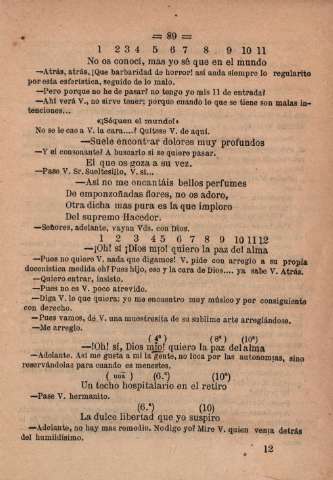 = 89 =
1 2 3 4 5 6 7 8 9 10 11
No os conocí, mas yo sé que en el mundo
—Atrás, atrás. ¡Que barbaridad de horror! así anda siempre lo regularito
por esta esferística, seguido de lo malo.
—Pero porque no he de pasar? no tengo yo mis 11 de entrada?
—Ahí verá V., no sirve tener; porque cuando lo que se tiene son malas in-
tenciones...
«¡Séquen el mundo!»
No se le cao a V. la cara....? Quítese V. de aquí.
—Suele encontrar dolores muy profundos
—Y el consonante? A buscarlo si se quiere pasar.
El que os goza a su vez.
—Pase V. Sr. Sueltesillo, V. si...
—Asi no me encantáis bellos perfumes
De emponzoñadas flores, no os adoro,
Otra dicha mas pura es la que imploro
Del supremo Hacedor.
—Señores, adelante, vayan Vds. con Dios.
1 2 3 4 5 6 7 8 9 10 11 12
—¡Oh! sí ¡Dios mio! quiero la paz del alma
—Pues no quiero V. nada que digamos! V. pide con arreglo a su propia
docenística medida oh? Pues hijo, eso y la cara de Dios.... ya sabe V. Atrás.
—Quiero entrar, insisto.
—Pues no es V. poco atrevido.
—Diga V. lo que quiera; yo me encuentro muy músico y por consiguiente
con derecho.
—Pues vamos, dé V. una muestresita de su sublime arte arreglándose.
—Me arreglo.
(4ª) (8ª) (10ª)
—¡Oh! sí, Dios mio! quiero la paz del alma
—Adelante. Así me gusta a mi la gente, no loca por las autonomías, sino
reservándolas para cuando es menester.
(una) (6.ª) (10ª)
Un techo hospitalario en el retiro
—Pase V. hermanito.
(6.ª) (10)
La dulce libertad que yo suspiro
—Adelante, no hay mas remedio. No digo yo? Mire V. quien venía detrás
del humildísimo.
12